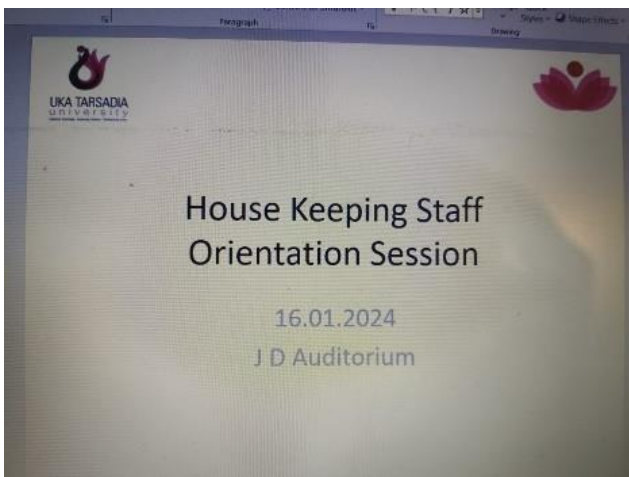 Paragraph
Drawing
Styles
Shape Effects
UKA TARSADIA
university
House Keeping Staff
Orientation Session
16.01.2024
J D Auditorium